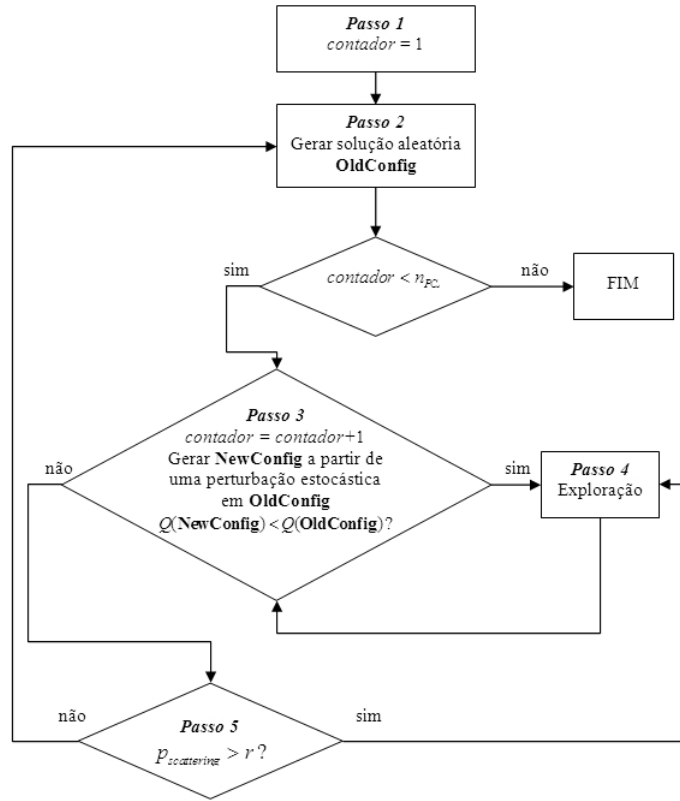 Passo 1
contador = 1
Passo 2
Gerar solução aleatória
OldConfig
sim
contador < n_PCL
não
FIM
Passo 3
contador = contador+1
Gerar NewConfig a partir de
uma perturbação estocástica
em OldConfig
Q(NewConfig) < Q(OldConfig)?
não
sim
Passo 4
Exploração
não
Passo 5
p_scattering > r ?
sim